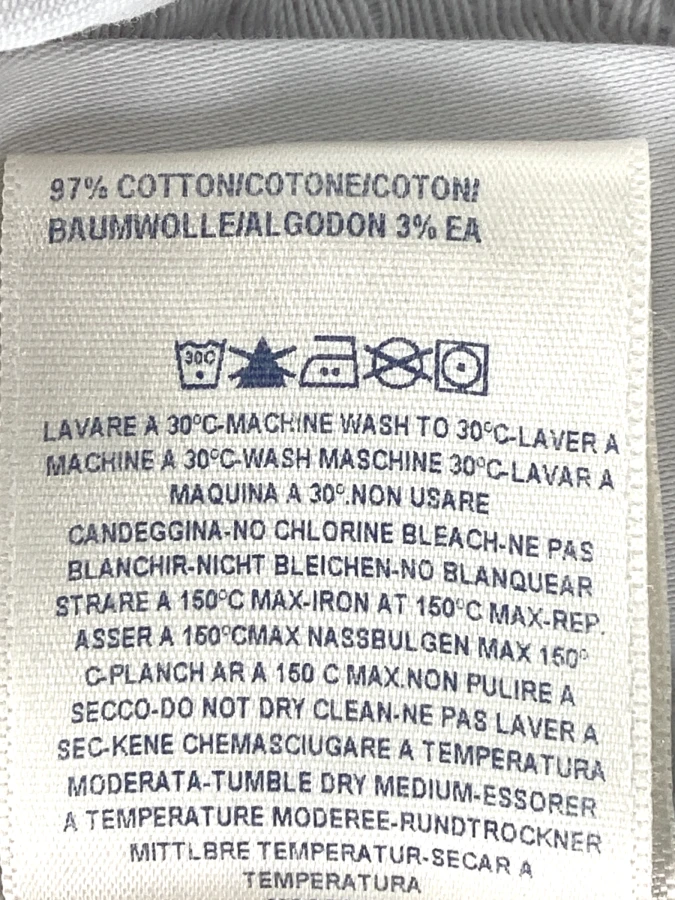 97% COTTON/COTONE/COTON/
BAUMWOLLE/ALGODON 3% EA
30C
LAVARE A 30°C-MACHINE WASH TO 30°C-LAVER A
MACHINE A 30°C-WASH MASCHINE 30°C-LAVAR A
MAQUINA A 30°.NON USARE
CANDEGGINA-NO CHLORINE BLEACH-NE PAS
BLANCHIR-NICHT BLEICHEN-NO BLANQUEAR
STRARE A 150°C MAX-IRON AT 150°C MAX-REP.
ASSER A 150°CMAX NASSBULGEN MAX 150°
C-PLANCH AR A 150 C MAX.NON PULIRE A
SECCO-DO NOT DRY CLEAN-NE PAS LAVER A
SEC-KENE CHEMASCIUGARE A TEMPERATURA
MODERATA-TUMBLE DRY MEDIUM-ESSORER
A TEMPERATURE MODEREE-RUNDTROCKNER
MITTLBRE TEMPERATUR-SECAR A
TEMPERATURA